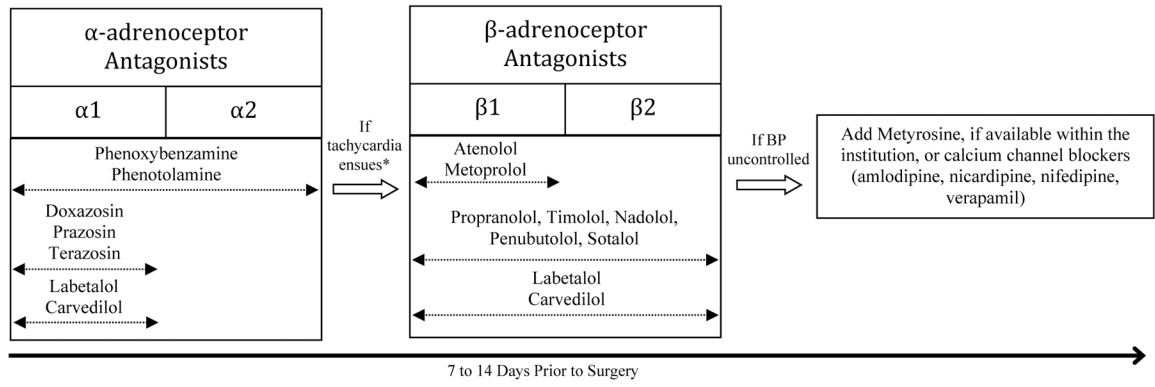 α-adrenoceptor
Antagonists
α1
α2
Phenoxybenzamine
Phenotolamine
Doxazosin
Prazosin
Terazosin
Labetalol
Carvedilol
If
tachycardia
ensues*
β-adrenoceptor
Antagonists
β1
β2
Atenolol
Metoprolol
Propranolol, Timolol, Nadolol,
Penubutolol, Sotalol
Labetalol
Carvedilol
If BP
uncontrolled
Add Metyrosine, if available within the
institution, or calcium channel blockers
(amlodipine, nicardipine, nifedipine,
verapamil)
7 to 14 Days Prior to Surgery